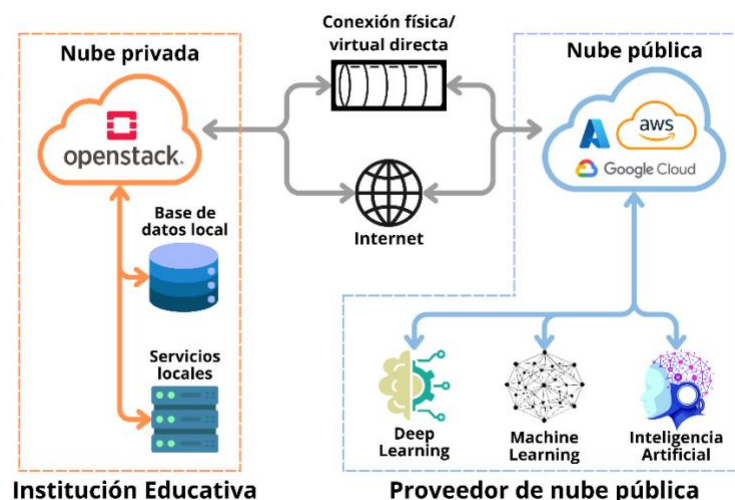 Conexión física/
virtual directa
Nube privada
Nube pública
openstack.
aws
Google Cloud
Internet
Base de
datos local
Servicios
locales
Deep
Learning
Machine
Learning
Inteligencia
Artificial
Institución Educativa
Proveedor de nube pública